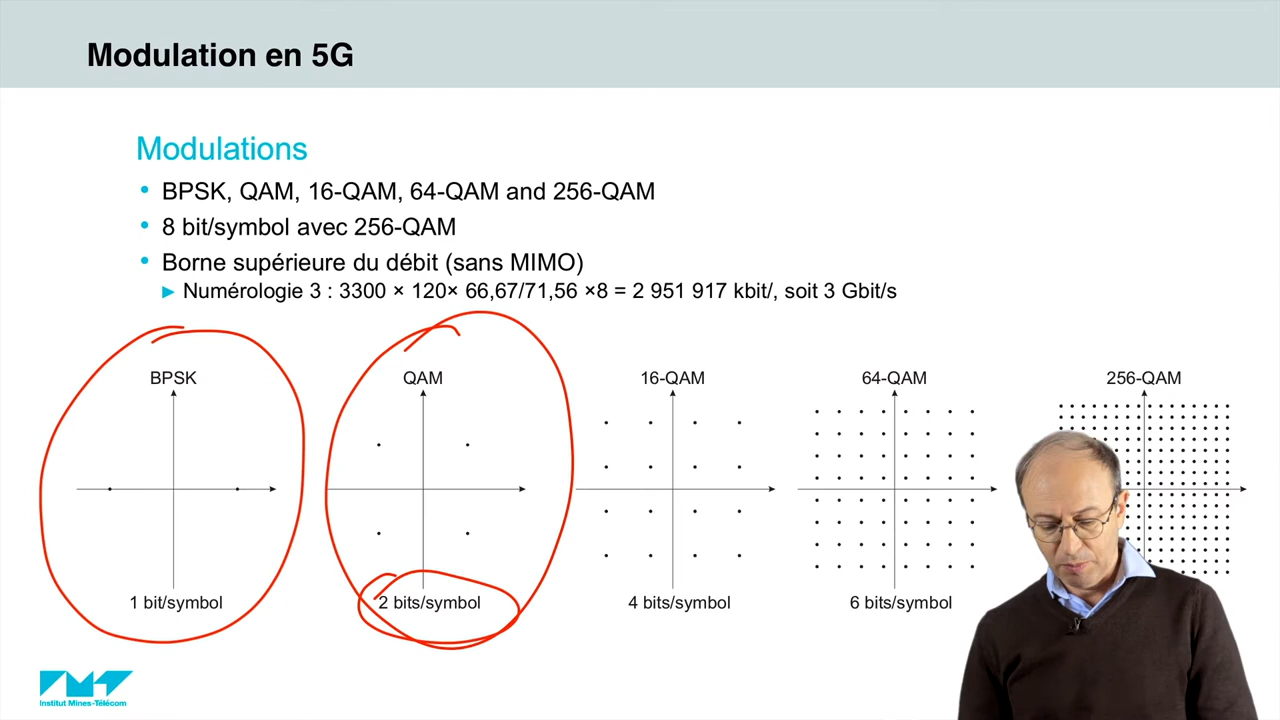 Modulation en 5G
Modulations
• BPSK, QAM, 16-QAM, 64-QAM and 256-QAM
• 8 bit/symbol avec 256-QAM
• Borne supérieure du débit (sans MIMO)
► Numérologie 3 : 3300 × 120× 66,67/71,56 ×8 = 2 951 917 kbit/, soit 3 Gbit/s
BPSK QAM 16-QAM 64-QAM 256-QAM
1 bit/symbol 2 bits/symbol 4 bits/symbol 6 bits/symbol
Institut Mines-Télécom